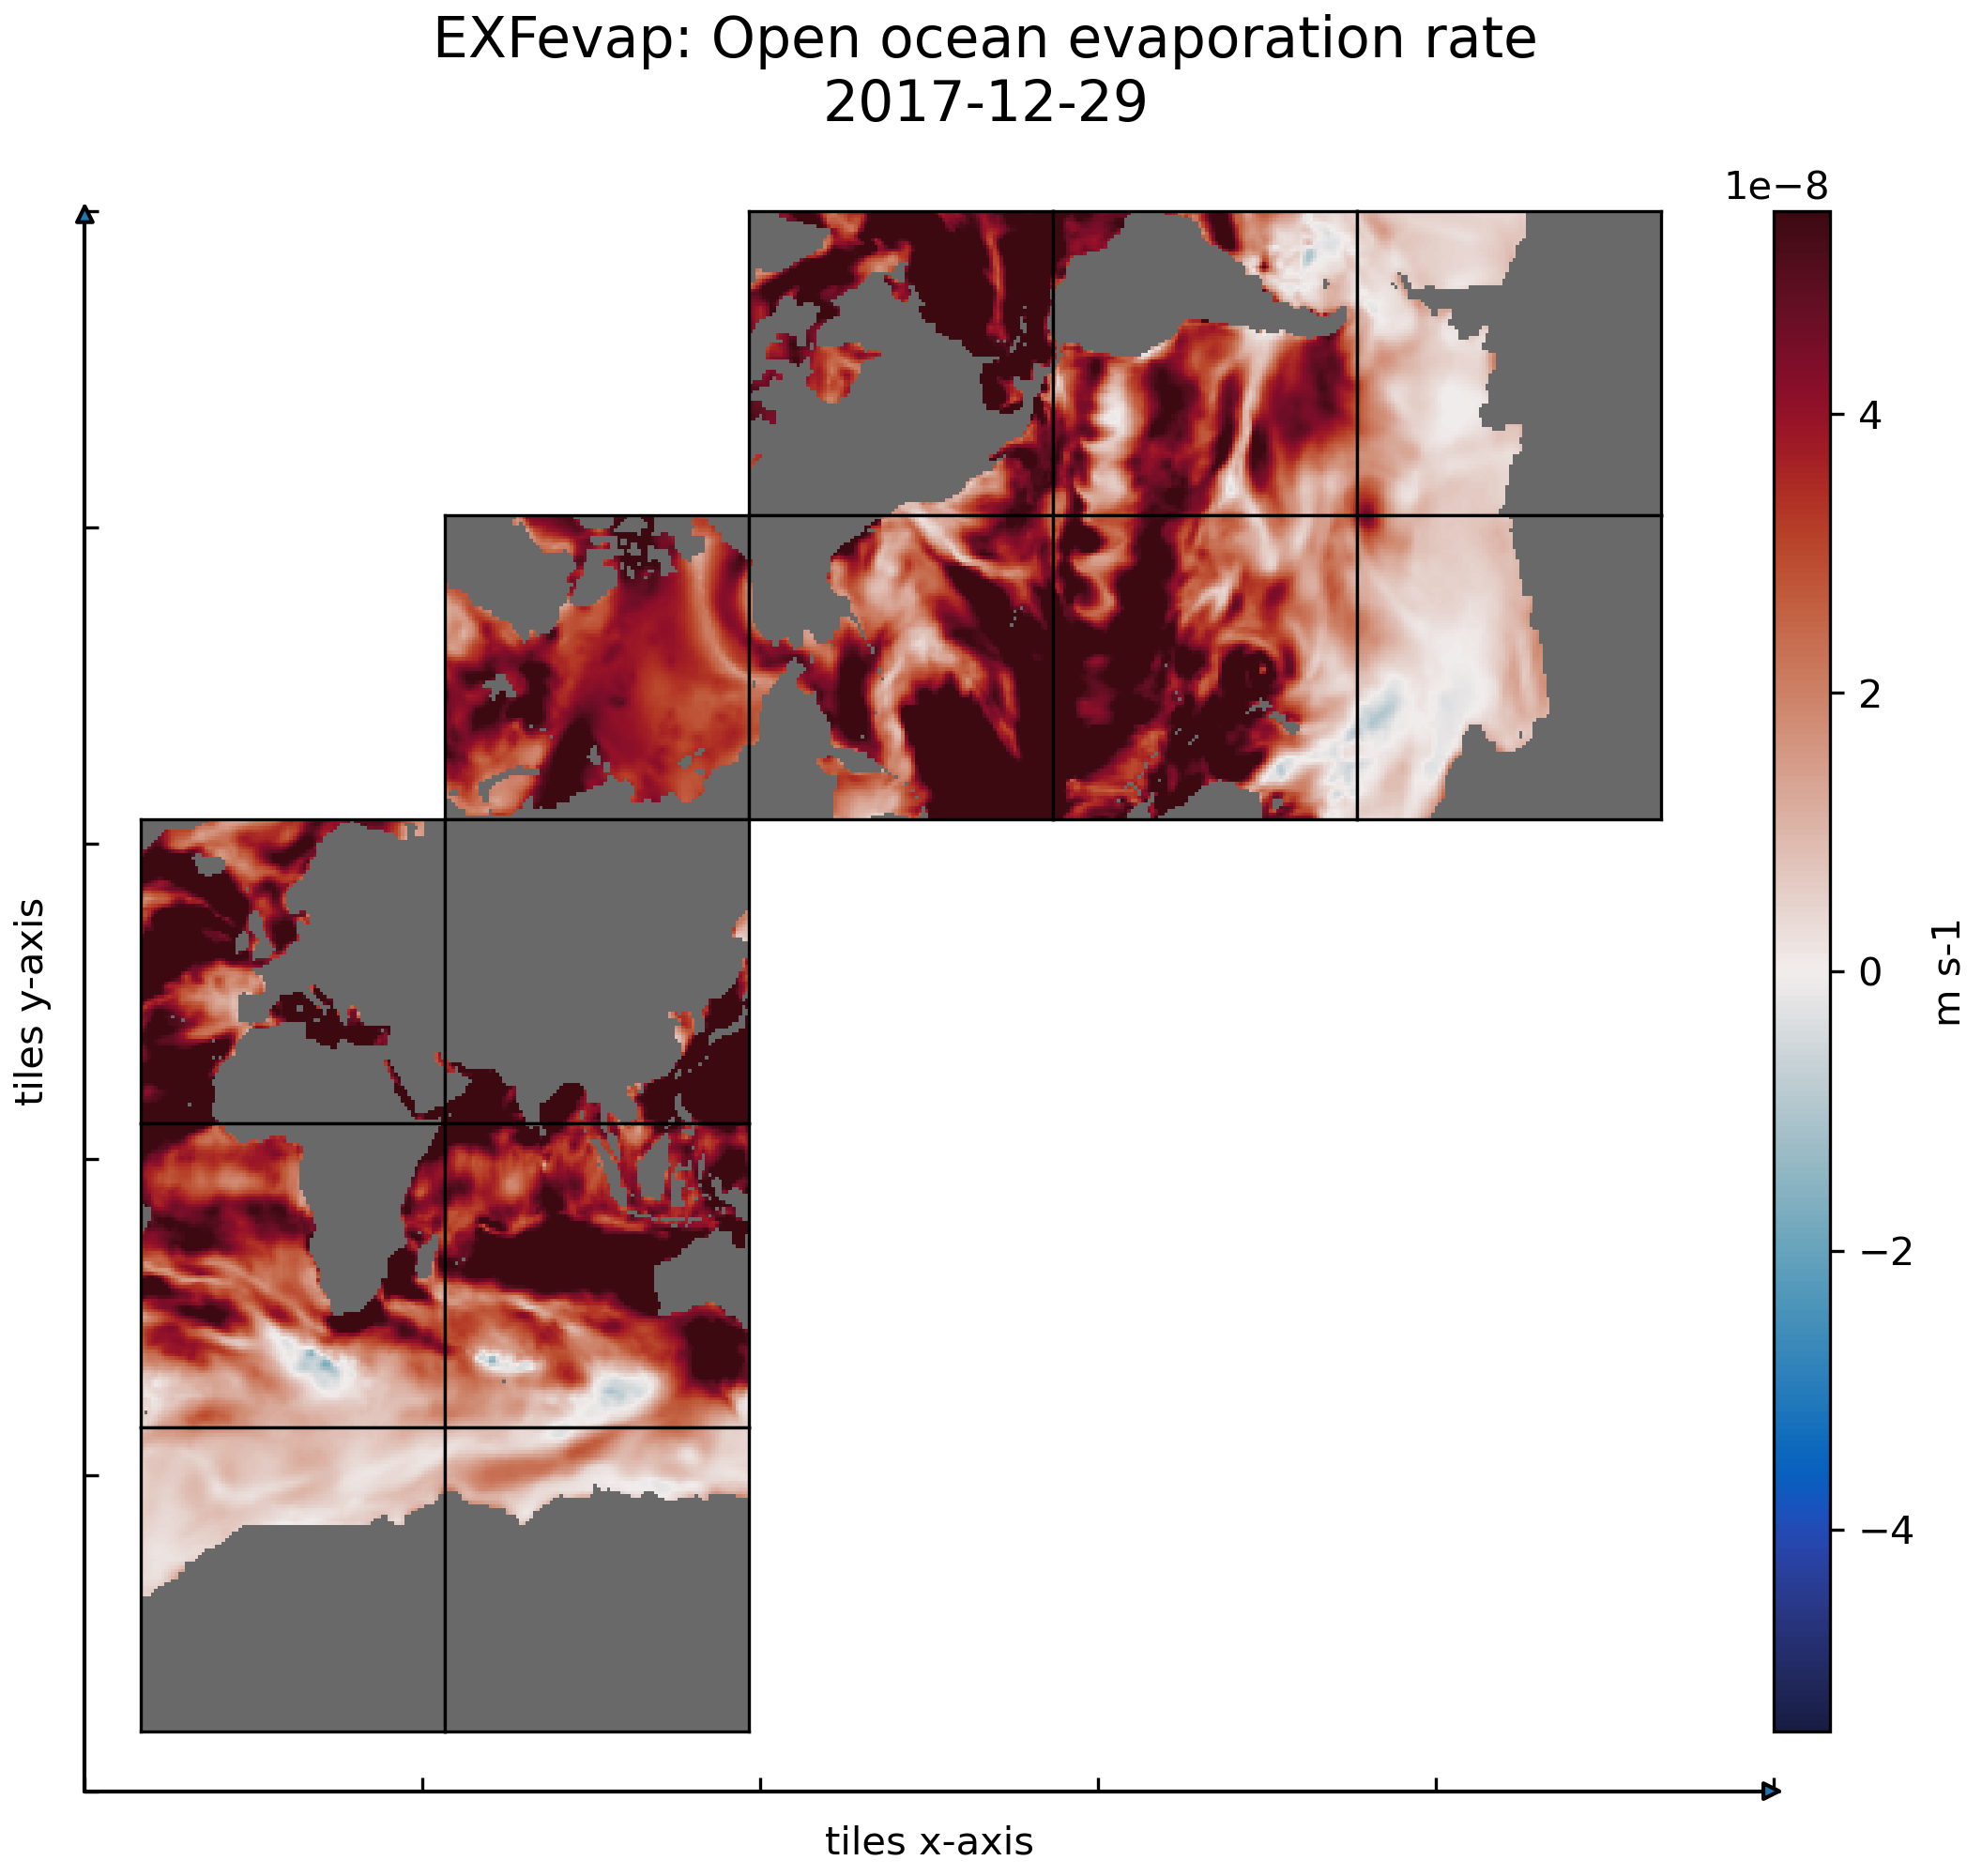 EXFevap: Open ocean evaporation rate
2017-12-29
1e−8
4
2
0
−2
−4
m s-1
tiles y-axis
tiles x-axis